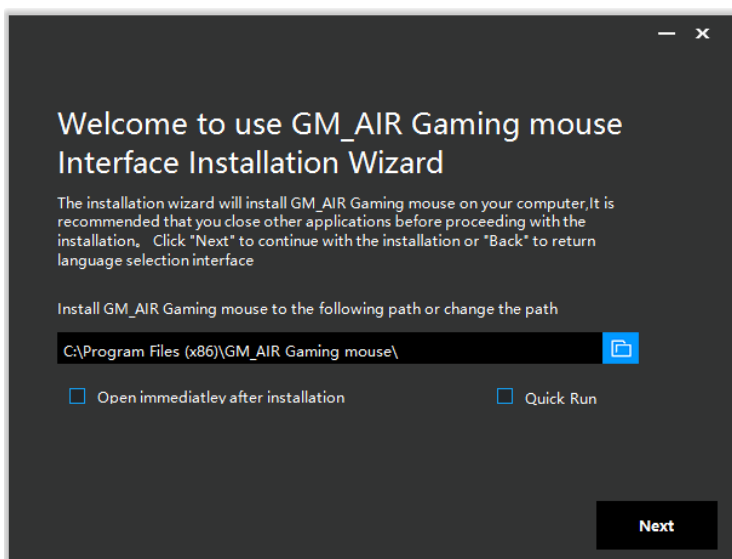 Welcome to use GM_AIR Gaming mouse
Interface Installation Wizard
The installation wizard will install GM_AIR Gaming mouse on your computer,It is
recommended that you close other applications before proceeding with the
installation。 Click "Next" to continue with the installation or "Back" to return
language selection interface
Install GM_AIR Gaming mouse to the following path or change the path
C:\Program Files (x86)\GM_AIR Gaming mouse\
Open immediatley after installation
Quick Run
Next